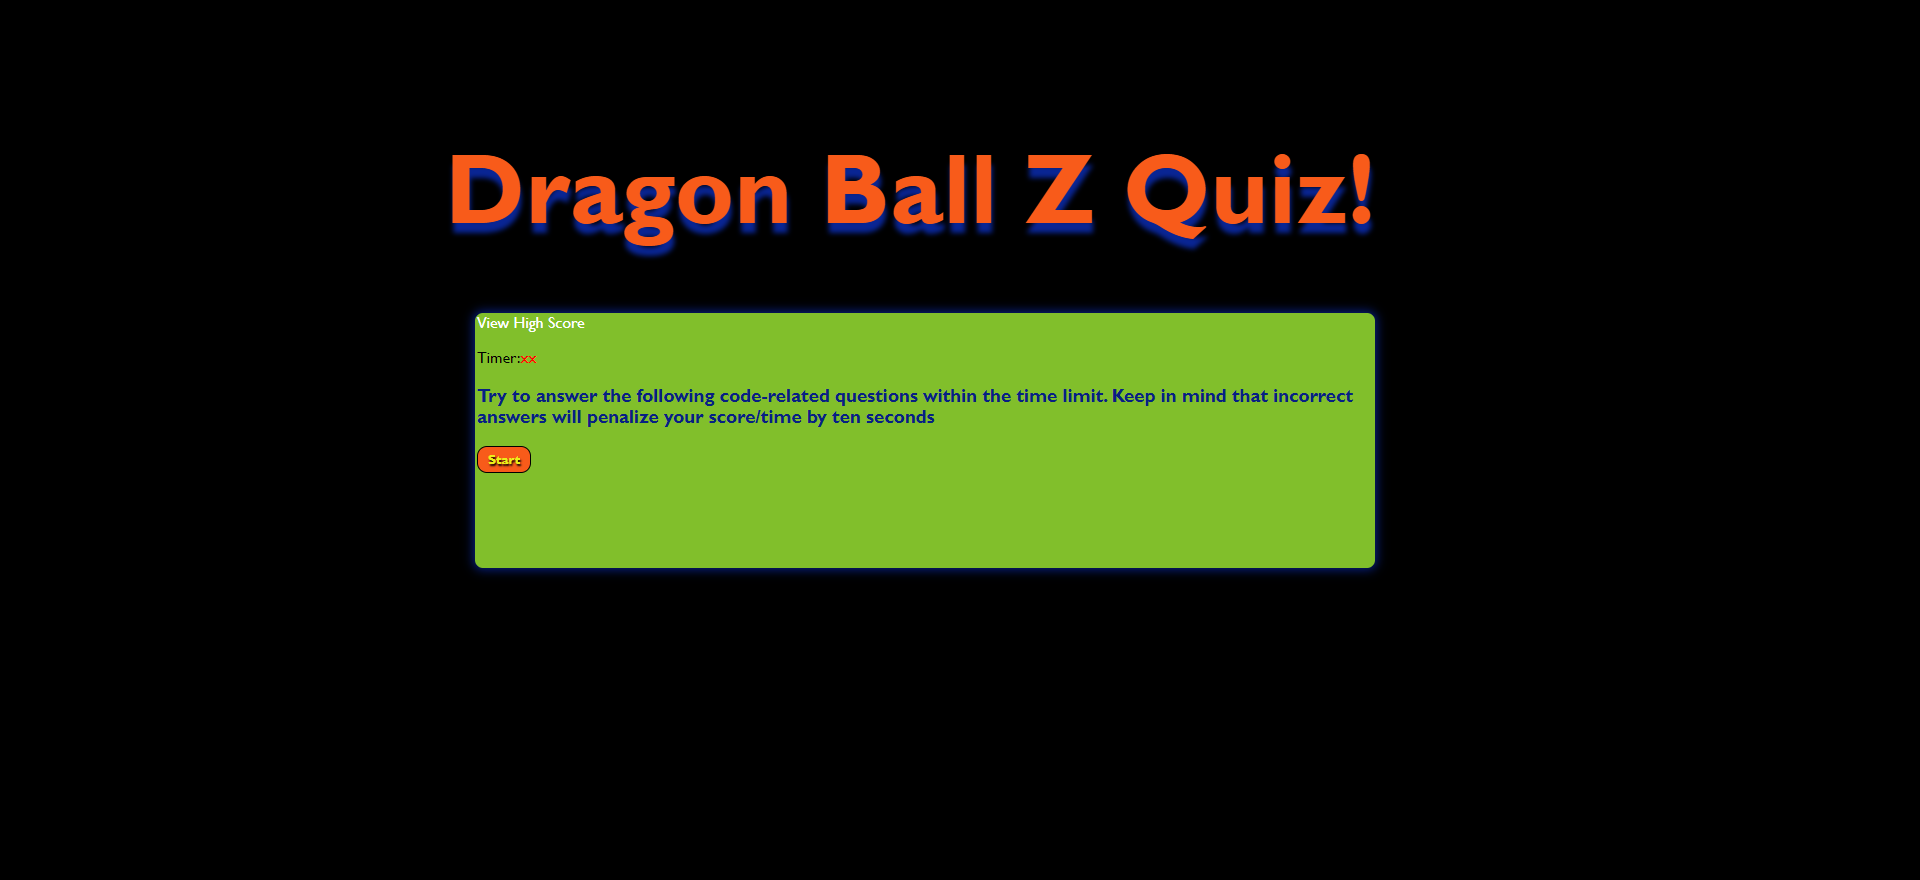 Dragon Ball Z Quiz!
View High Score
Timer:xx
Try to answer the following code-related questions within the time limit. Keep in mind that incorrect
answers will penalize your score/time by ten seconds
Start